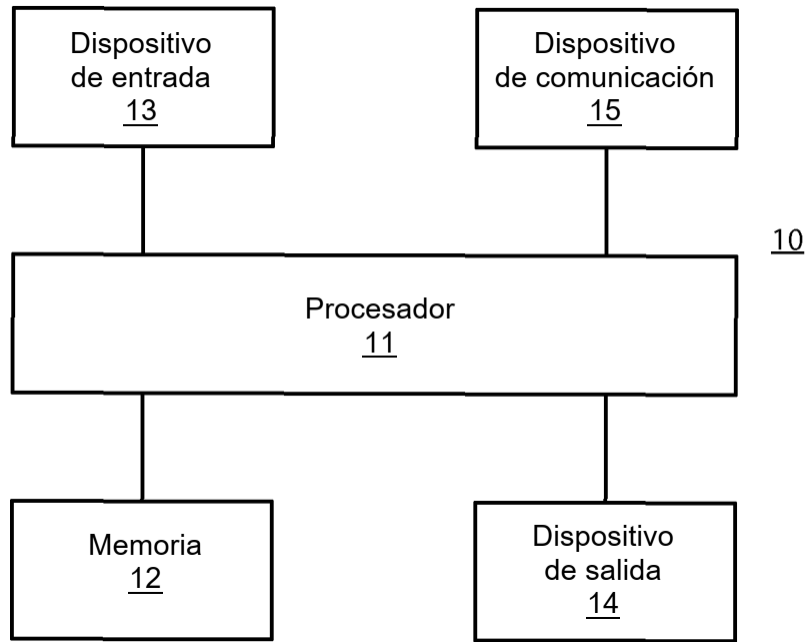 Dispositivo
de entrada
13
Dispositivo
de comunicación
15
10
Procesador
11
Memoria
12
Dispositivo
de salida
14